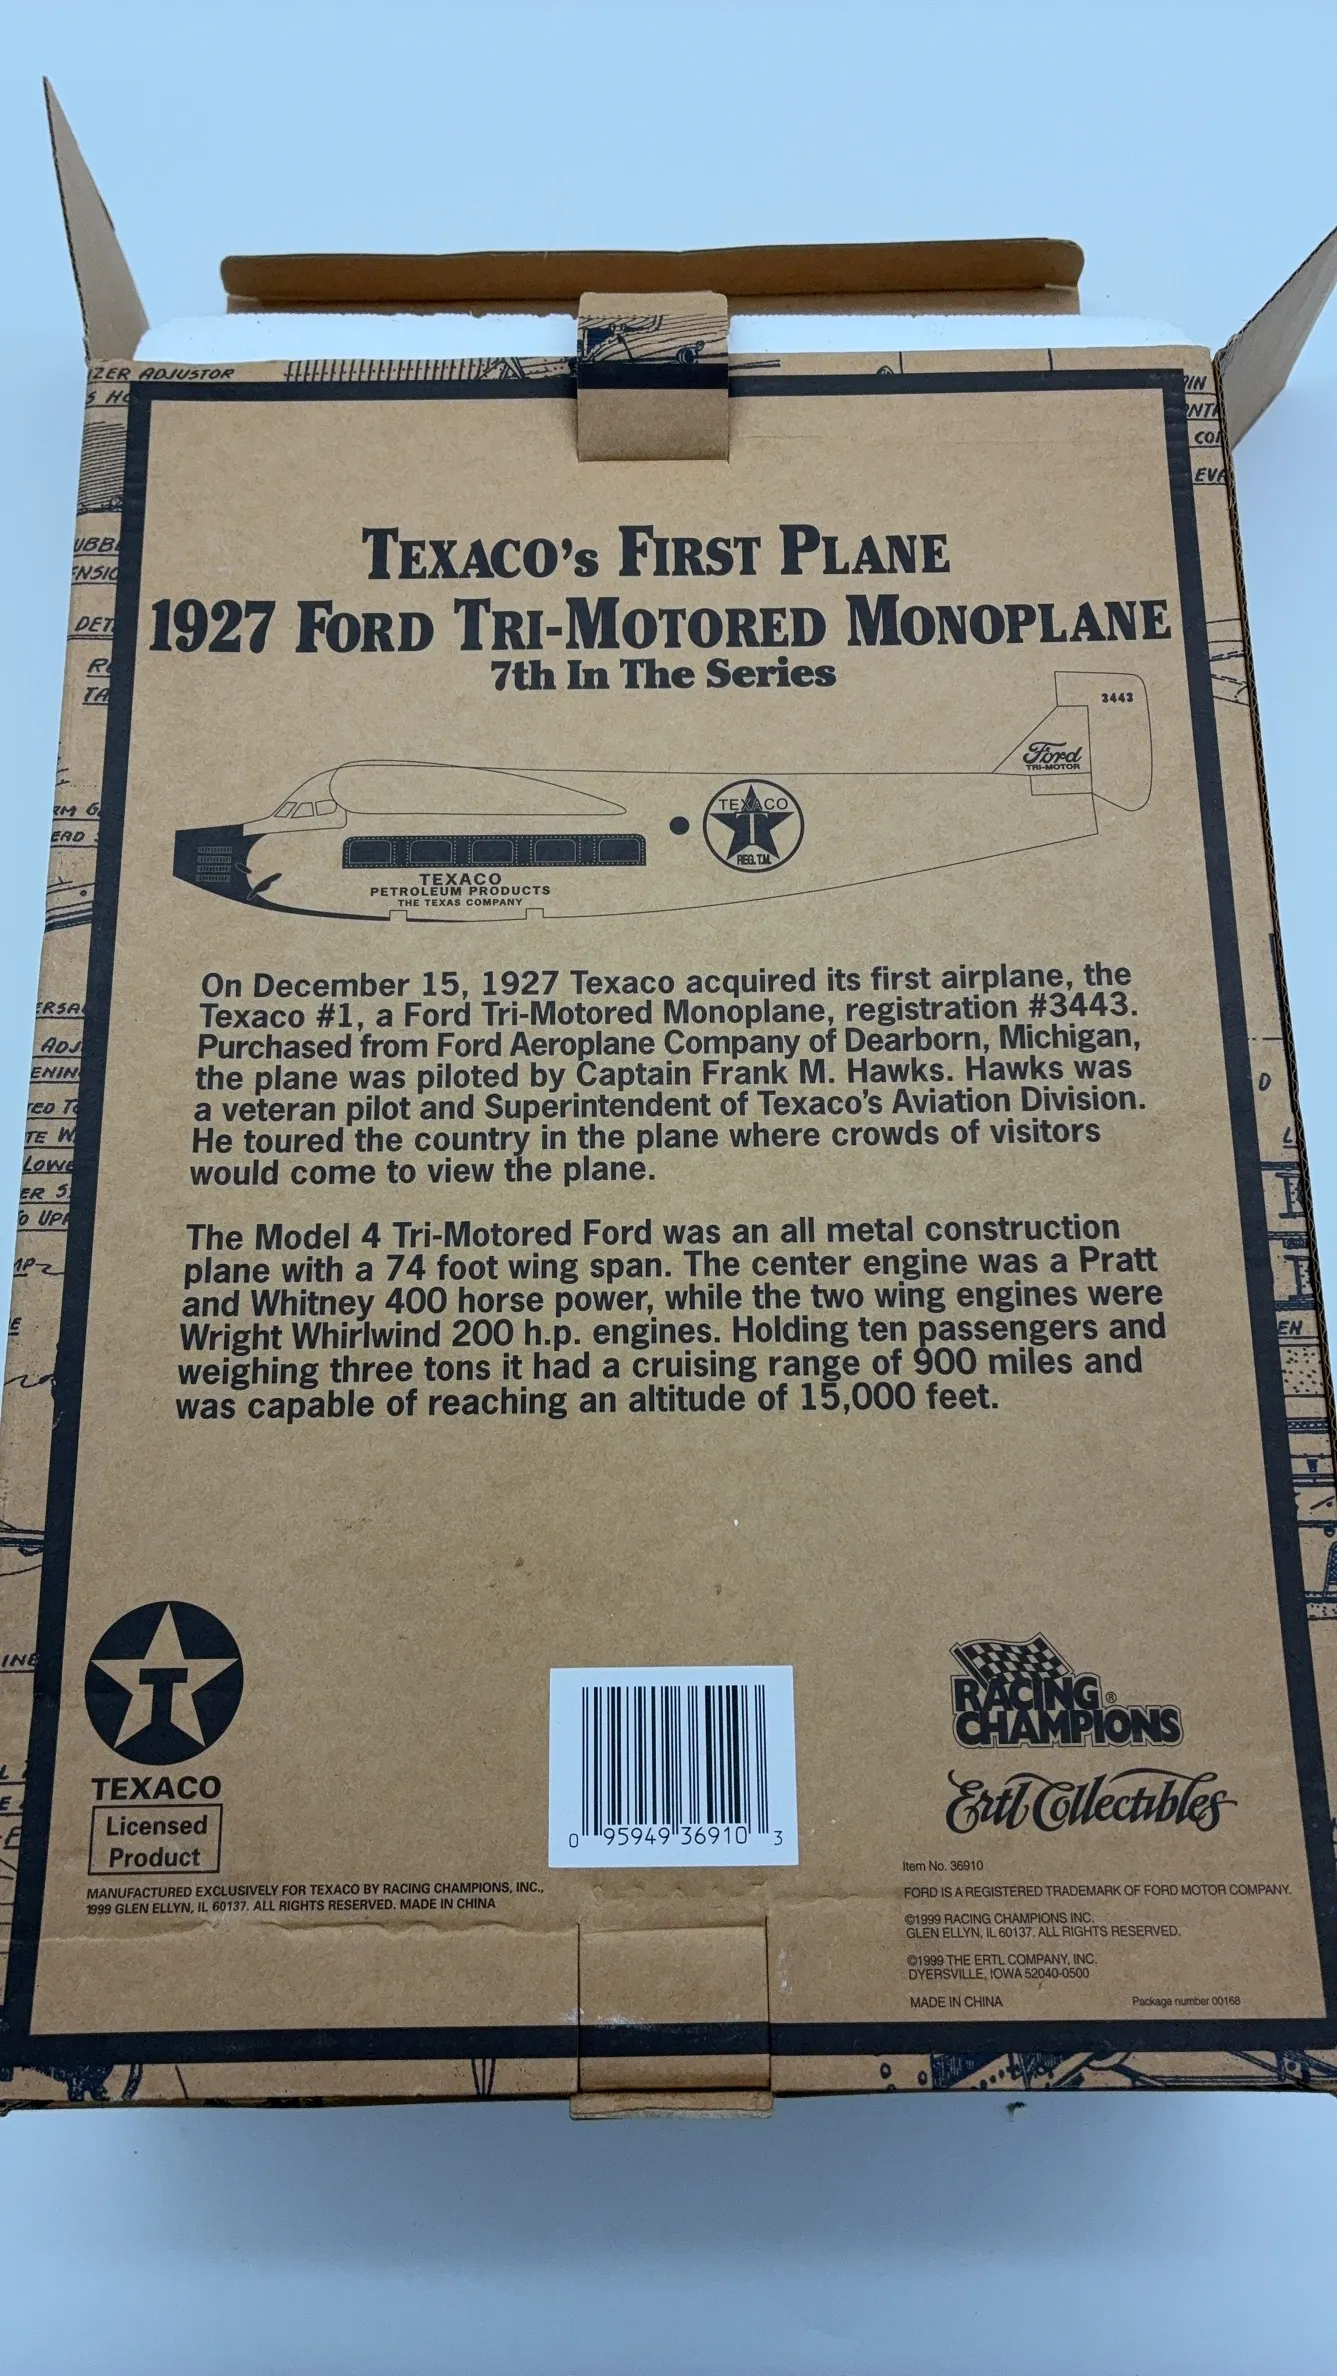 ZER ADJUSTOR
TEXACO'S FIRST PLANE
1927 FORD TRI-MOTORED MONOPLANE
7th In The Series
3443
Ford
TRI-MOTOR
TEXACO
T
REG. T.M.
TEXACO
PETROLEUM PRODUCTS
THE TEXAS COMPANY
On December 15, 1927 Texaco acquired its first airplane, the
Texaco #1, a Ford Tri-Motored Monoplane, registration #3443.
Purchased from Ford Aeroplane Company of Dearborn, Michigan,
the plane was piloted by Captain Frank M. Hawks. Hawks was
a veteran pilot and Superintendent of Texaco's Aviation Division.
He toured the country in the plane where crowds of visitors
would come to view the plane.
The Model 4 Tri-Motored Ford was an all metal construction
plane with a 74 foot wing span. The center engine was a Pratt
and Whitney 400 horse power, while the two wing engines were
Wright Whirlwind 200 h.p. engines. Holding ten passengers and
weighing three tons it had a cruising range of 900 miles and
was capable of reaching an altitude of 15,000 feet.
T
TEXACO
Licensed
Product
MANUFACTURED EXCLUSIVELY FOR TEXACO BY RACING CHAMPIONS, INC.,
1999 GLEN ELLYN, IL 60137. ALL RIGHTS RESERVED. MADE IN CHINA
0 95949 36910 3
RACING ®
CHAMPIONS
Ertl Collectibles
Item No. 36910
FORD IS A REGISTERED TRADEMARK OF FORD MOTOR COMPANY.
©1999 RACING CHAMPIONS INC.
GLEN ELLYN, IL 60137. ALL RIGHTS RESERVED.
©1999 THE ERTL COMPANY, INC.
DYERSVILLE, IOWA 52040-0500
MADE IN CHINA
Package number 00168